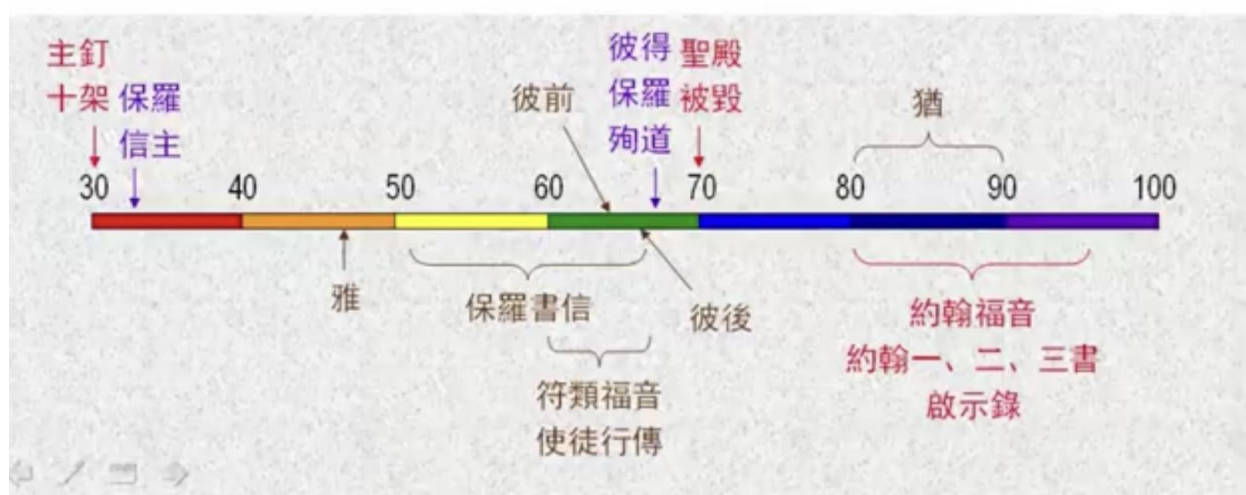 主釘
十架
保羅
信主
彼前
彼得
保羅
殉道
聖殿
被毀
猶
30 40 50 60 70 80 90 100
雅
保羅書信
彼後
符類福音
使徒行傳
約翰福音
約翰一、二、三書
啟示錄